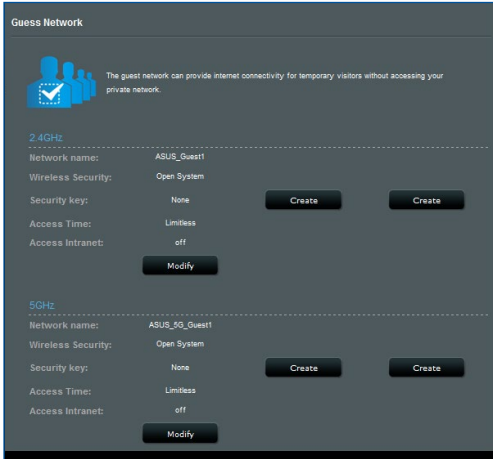 Guess Network
The guest network can provide internet connectivity for temporary visitors without accessing your
private network.
2.4GHz
Network name: ASUS_Guest1
Wireless Security: Open System
Security key: None Create Create
Access Time: Limitless
Access Intranet: off
Modify
5GHz
Network name: ASUS_5G_Guest1
Wireless Security: Open System
Security key: None Create Create
Access Time: Limitless
Access Intranet: off
Modify